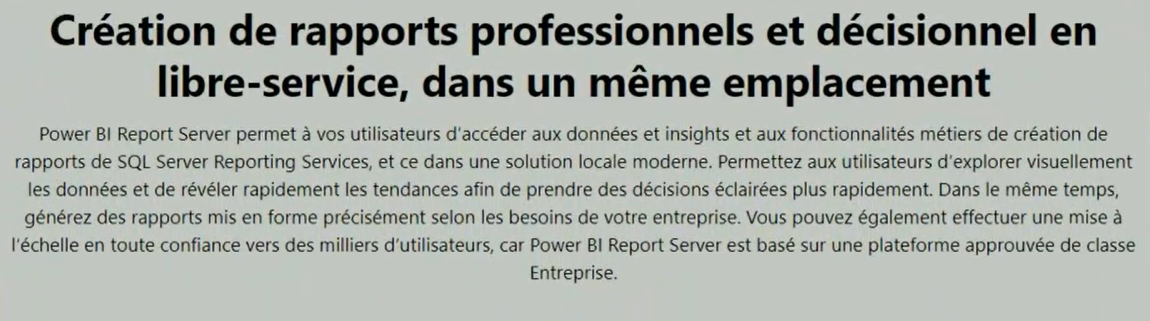 Création de rapports professionnels et décisionnel en
libre-service, dans un même emplacement
Power BI Report Server permet à vos utilisateurs d'accéder aux données et insights et aux fonctionnalités métiers de création de
rapports de SQL Server Reporting Services, et ce dans une solution locale moderne. Permettez aux utilisateurs d'explorer visuellement
les données et de révéler rapidement les tendances afin de prendre des décisions éclairées plus rapidement. Dans le même temps,
générez des rapports mis en forme précisément selon les besoins de votre entreprise. Vous pouvez également effectuer une mise à
l'échelle en toute confiance vers des milliers d'utilisateurs, car Power BI Report Server est basé sur une plateforme approuvée de classe
Entreprise.